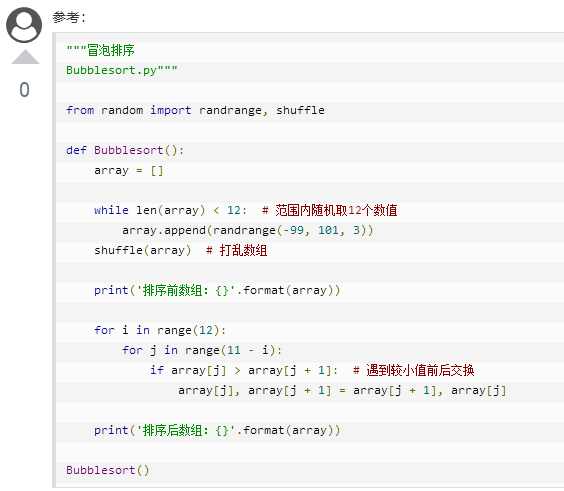 参考：
"""冒泡排序
Bubblesort.py"""
from random import randrange, shuffle
def Bubblesort():
    array = []
    while len(array) < 12:  # 范围内随机取12个数值
        array.append(randrange(-99, 101, 3))
    shuffle(array)  # 打乱数组
    print('排序前数组：{}'.format(array))
    for i in range(12):
        for j in range(11 - i):
            if array[j] > array[j + 1]:  # 遇到较小值前后交换
                array[j], array[j + 1] = array[j + 1], array[j]
    print('排序后数组：{}'.format(array))
Bubblesort()
0